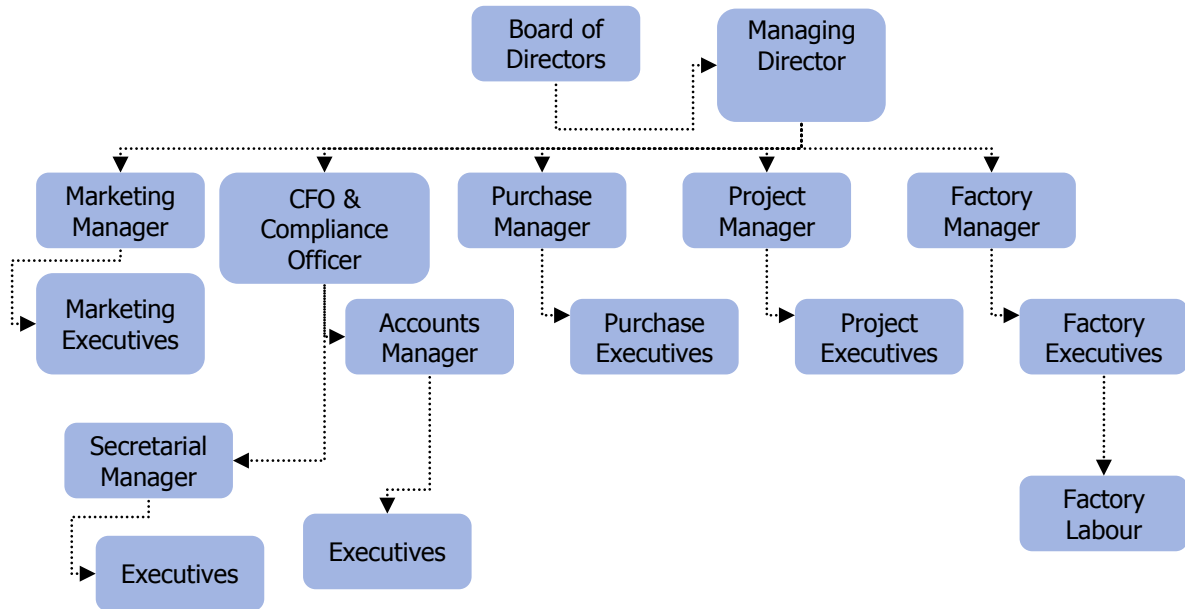 Board of
Directors
Managing
Director
Marketing
Manager
CFO &
Compliance
Officer
Purchase
Manager
Project
Manager
Factory
Manager
Marketing
Executives
Accounts
Manager
Purchase
Executives
Project
Executives
Factory
Executives
Secretarial
Manager
Factory
Labour
Executives
Executives